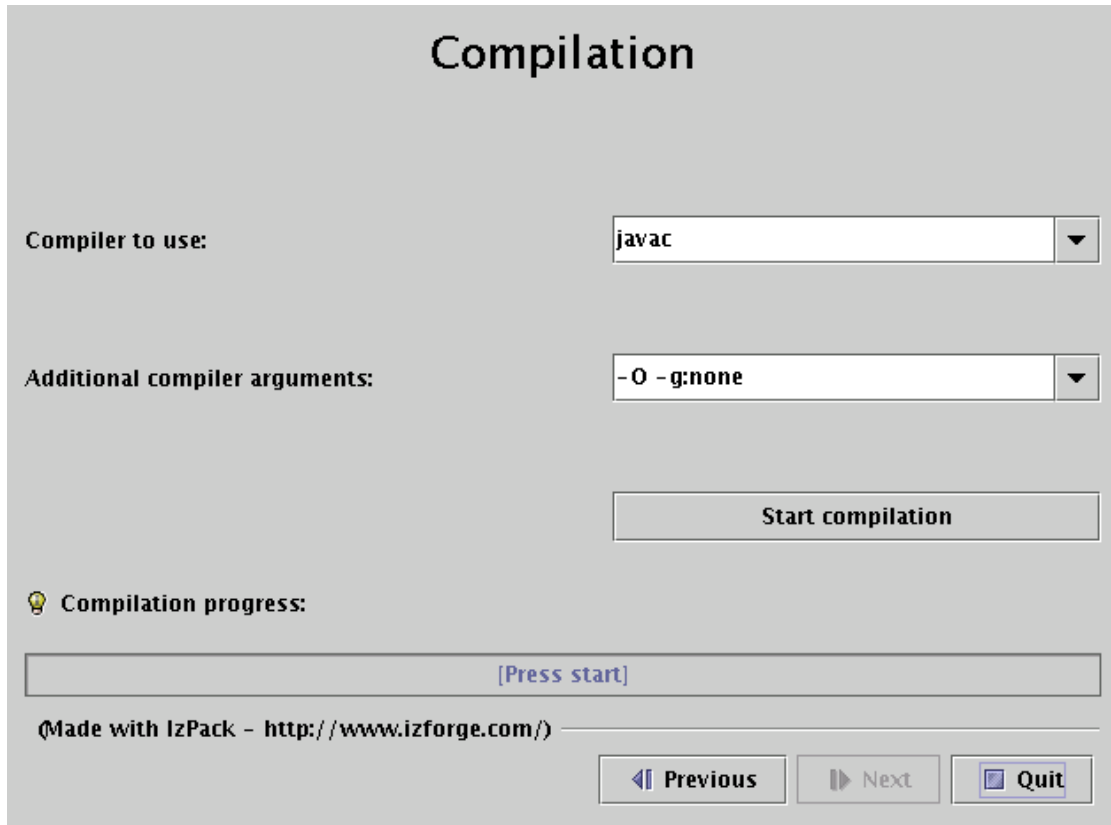 Compilation
Compiler to use:
javac
Additional compiler arguments:
-O -g:none
Start compilation
Compilation progress:
[Press start]
(Made with IzPack - http://www.izforge.com/)
Previous
Next
Quit